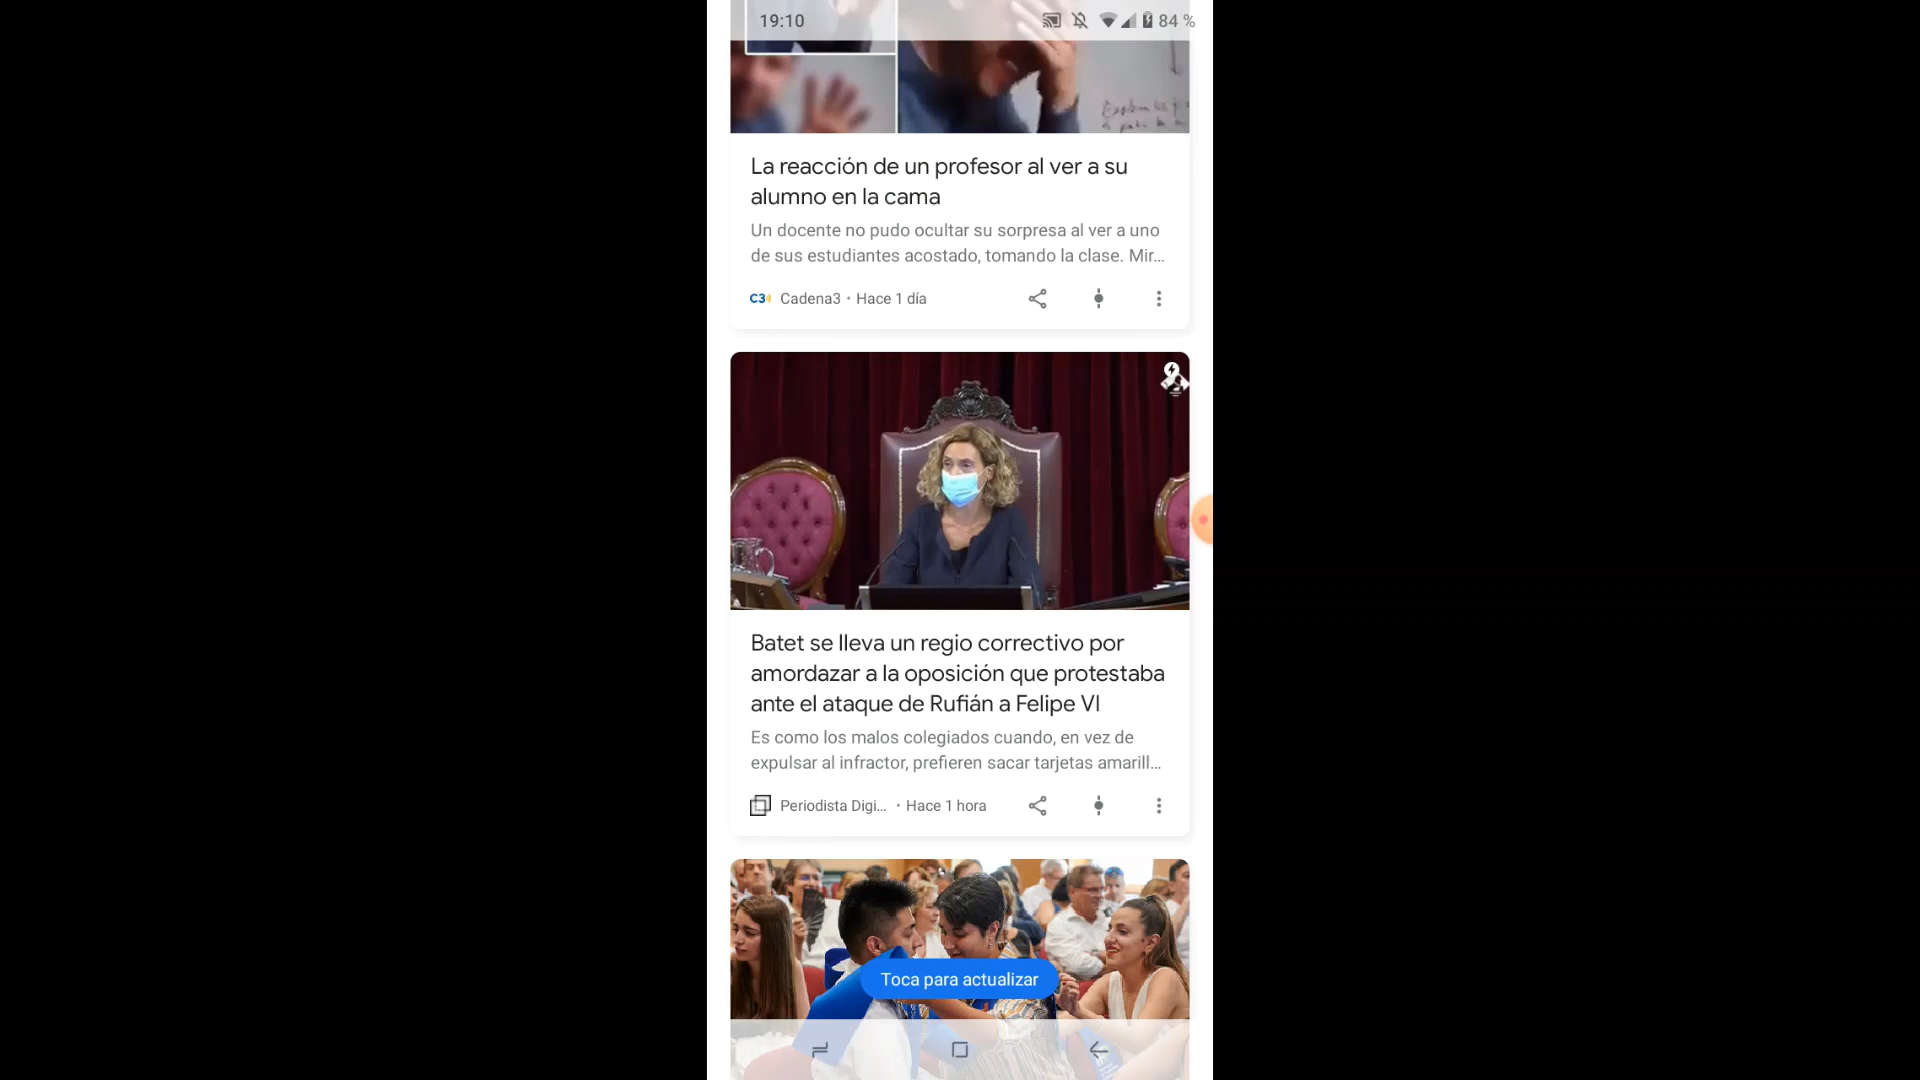 19:10
84 %
La reacción de un profesor al ver a su
alumno en la cama
Un docente no pudo ocultar su sorpresa al ver a uno
de sus estudiantes acostado, tomando la clase. Mir...
C3 Cadena3 • Hace 1 día
Batet se lleva un regio correctivo por
amordazar a la oposición que protestaba
ante el ataque de Rufián a Felipe VI
Es como los malos colegiados cuando, en vez de
expulsar al infractor, prefieren sacar tarjetas amarill...
Periodista Digi... • Hace 1 hora
Toca para actualizar